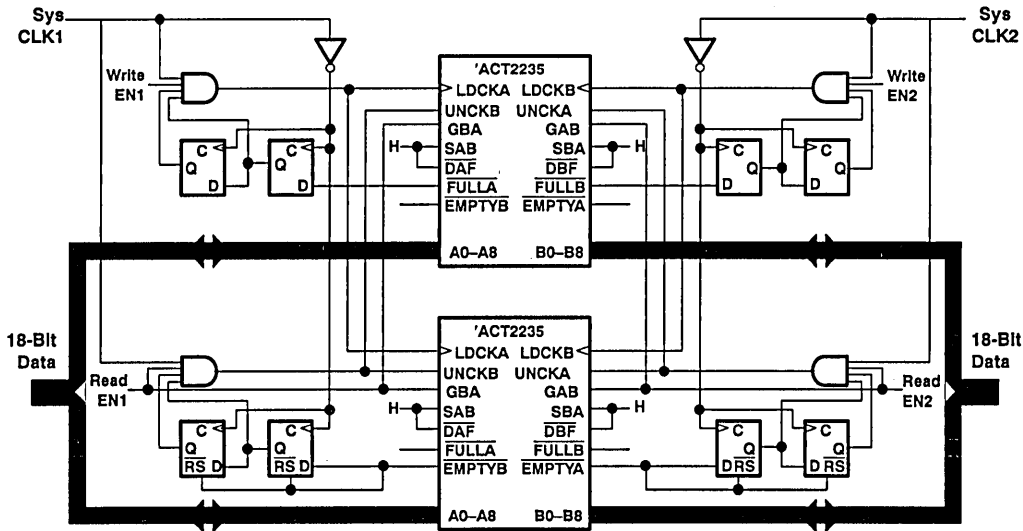 Sys
CLK1
Sys
CLK2
Write
EN1
Write
EN2
'ACT2235
LDCKA LDCKB
UNCKB UNCKA
GBA GAB
H SAB SBA H
DAF DBF
FULLA FULLB
EMPTYB EMPTYA
A0–A8 B0–B8
C C
Q Q
D D
C C
Q Q
D D
18-Bit
Data
18-Bit
Data
'ACT2235
LDCKA LDCKB
UNCKB UNCKA
Read
EN1
GBA GAB
Read
EN2
H SAB SBA H
DAF DBF
FULLA FULLB
EMPTYB EMPTYA
A0–A8 B0–B8
C C
Q Q
RS D RS D
C C
Q Q
D RS D RS